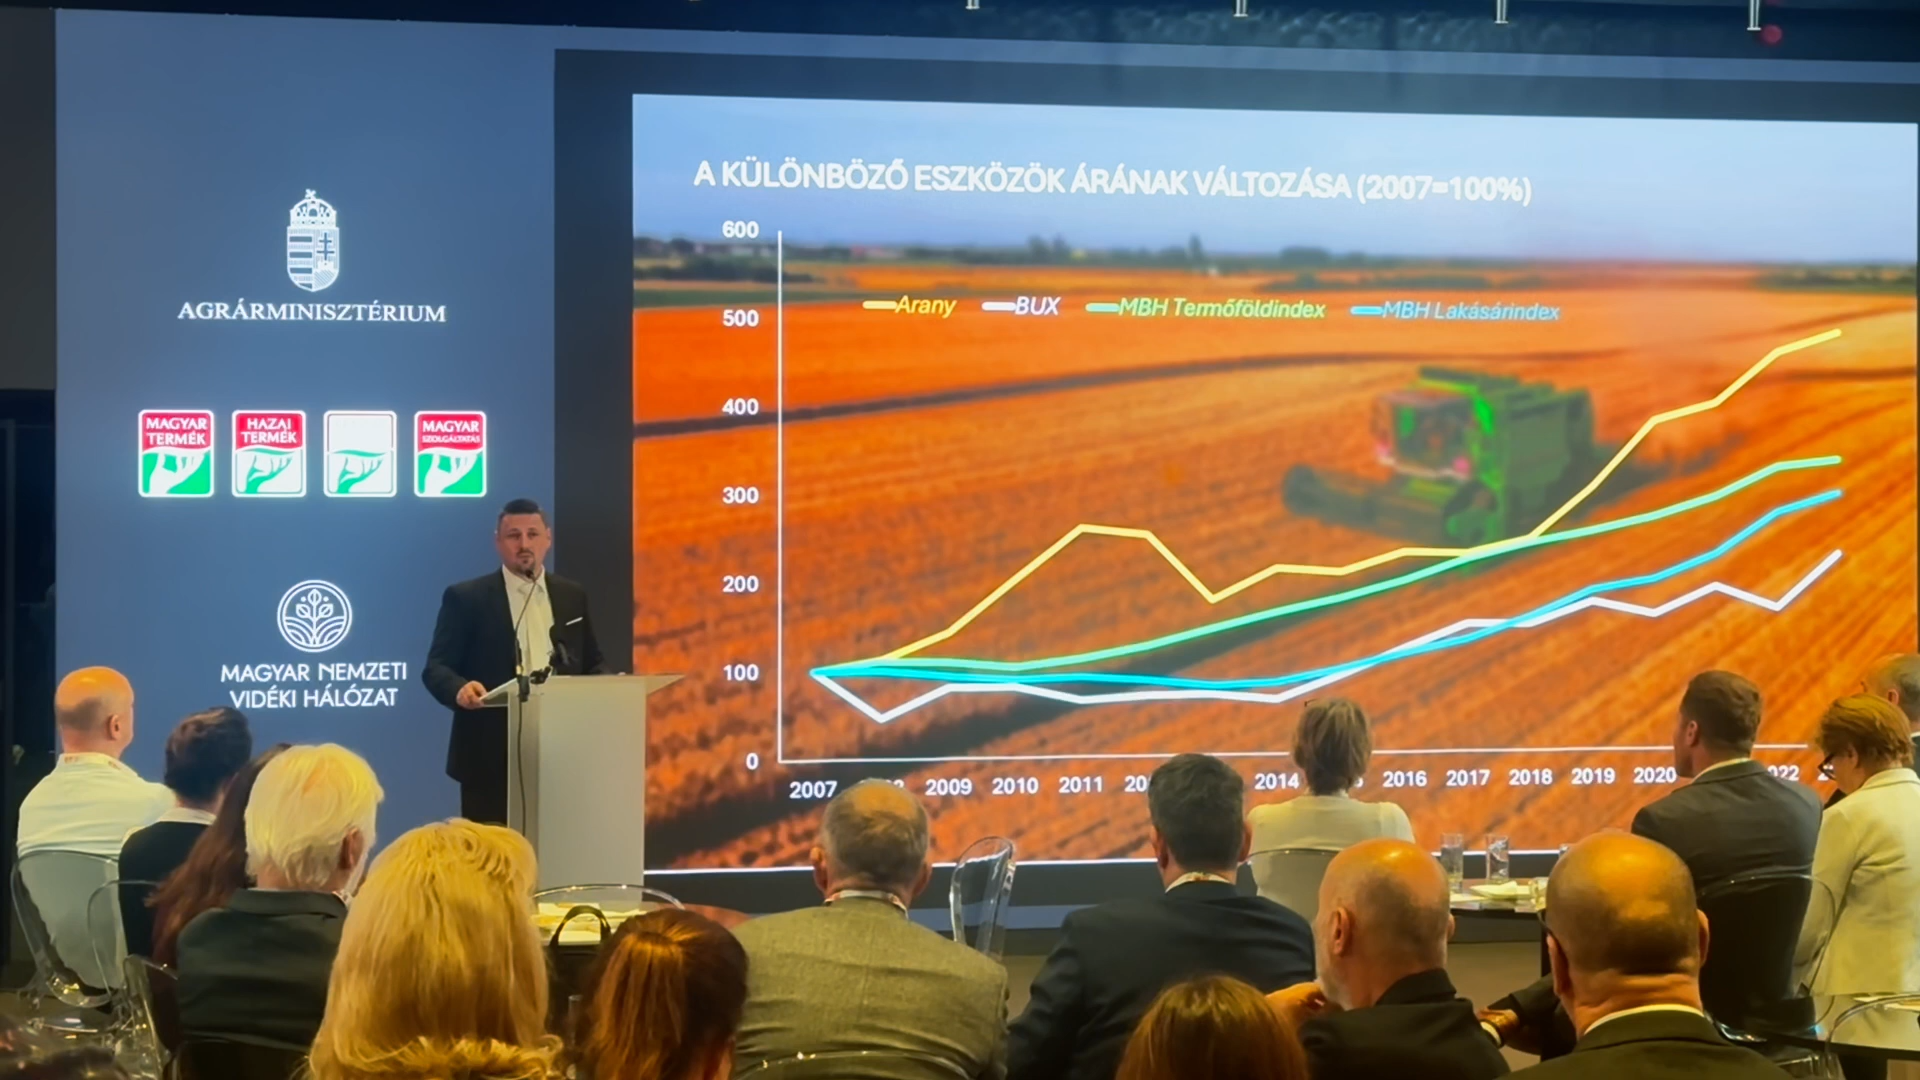 AGRÁRMINISZTÉRIUM
MAGYAR
TERMÉK
HAZAI
TERMÉK
MAGYAR
SZOLGÁLTATÁS
MAGYAR NEMZETI
VIDÉKI HÁLÓZAT
A KÜLÖNBÖZŐ ESZKÖZÖK ÁRÁNAK VÁLTOZÁSA (2007=100%)
Arany BUX MBH Termőföldindex MBH Lakásárindex
600
500
400
300
200
100
0
2007 2009 2010 2011 2014 2016 2017 2018 2019 2020